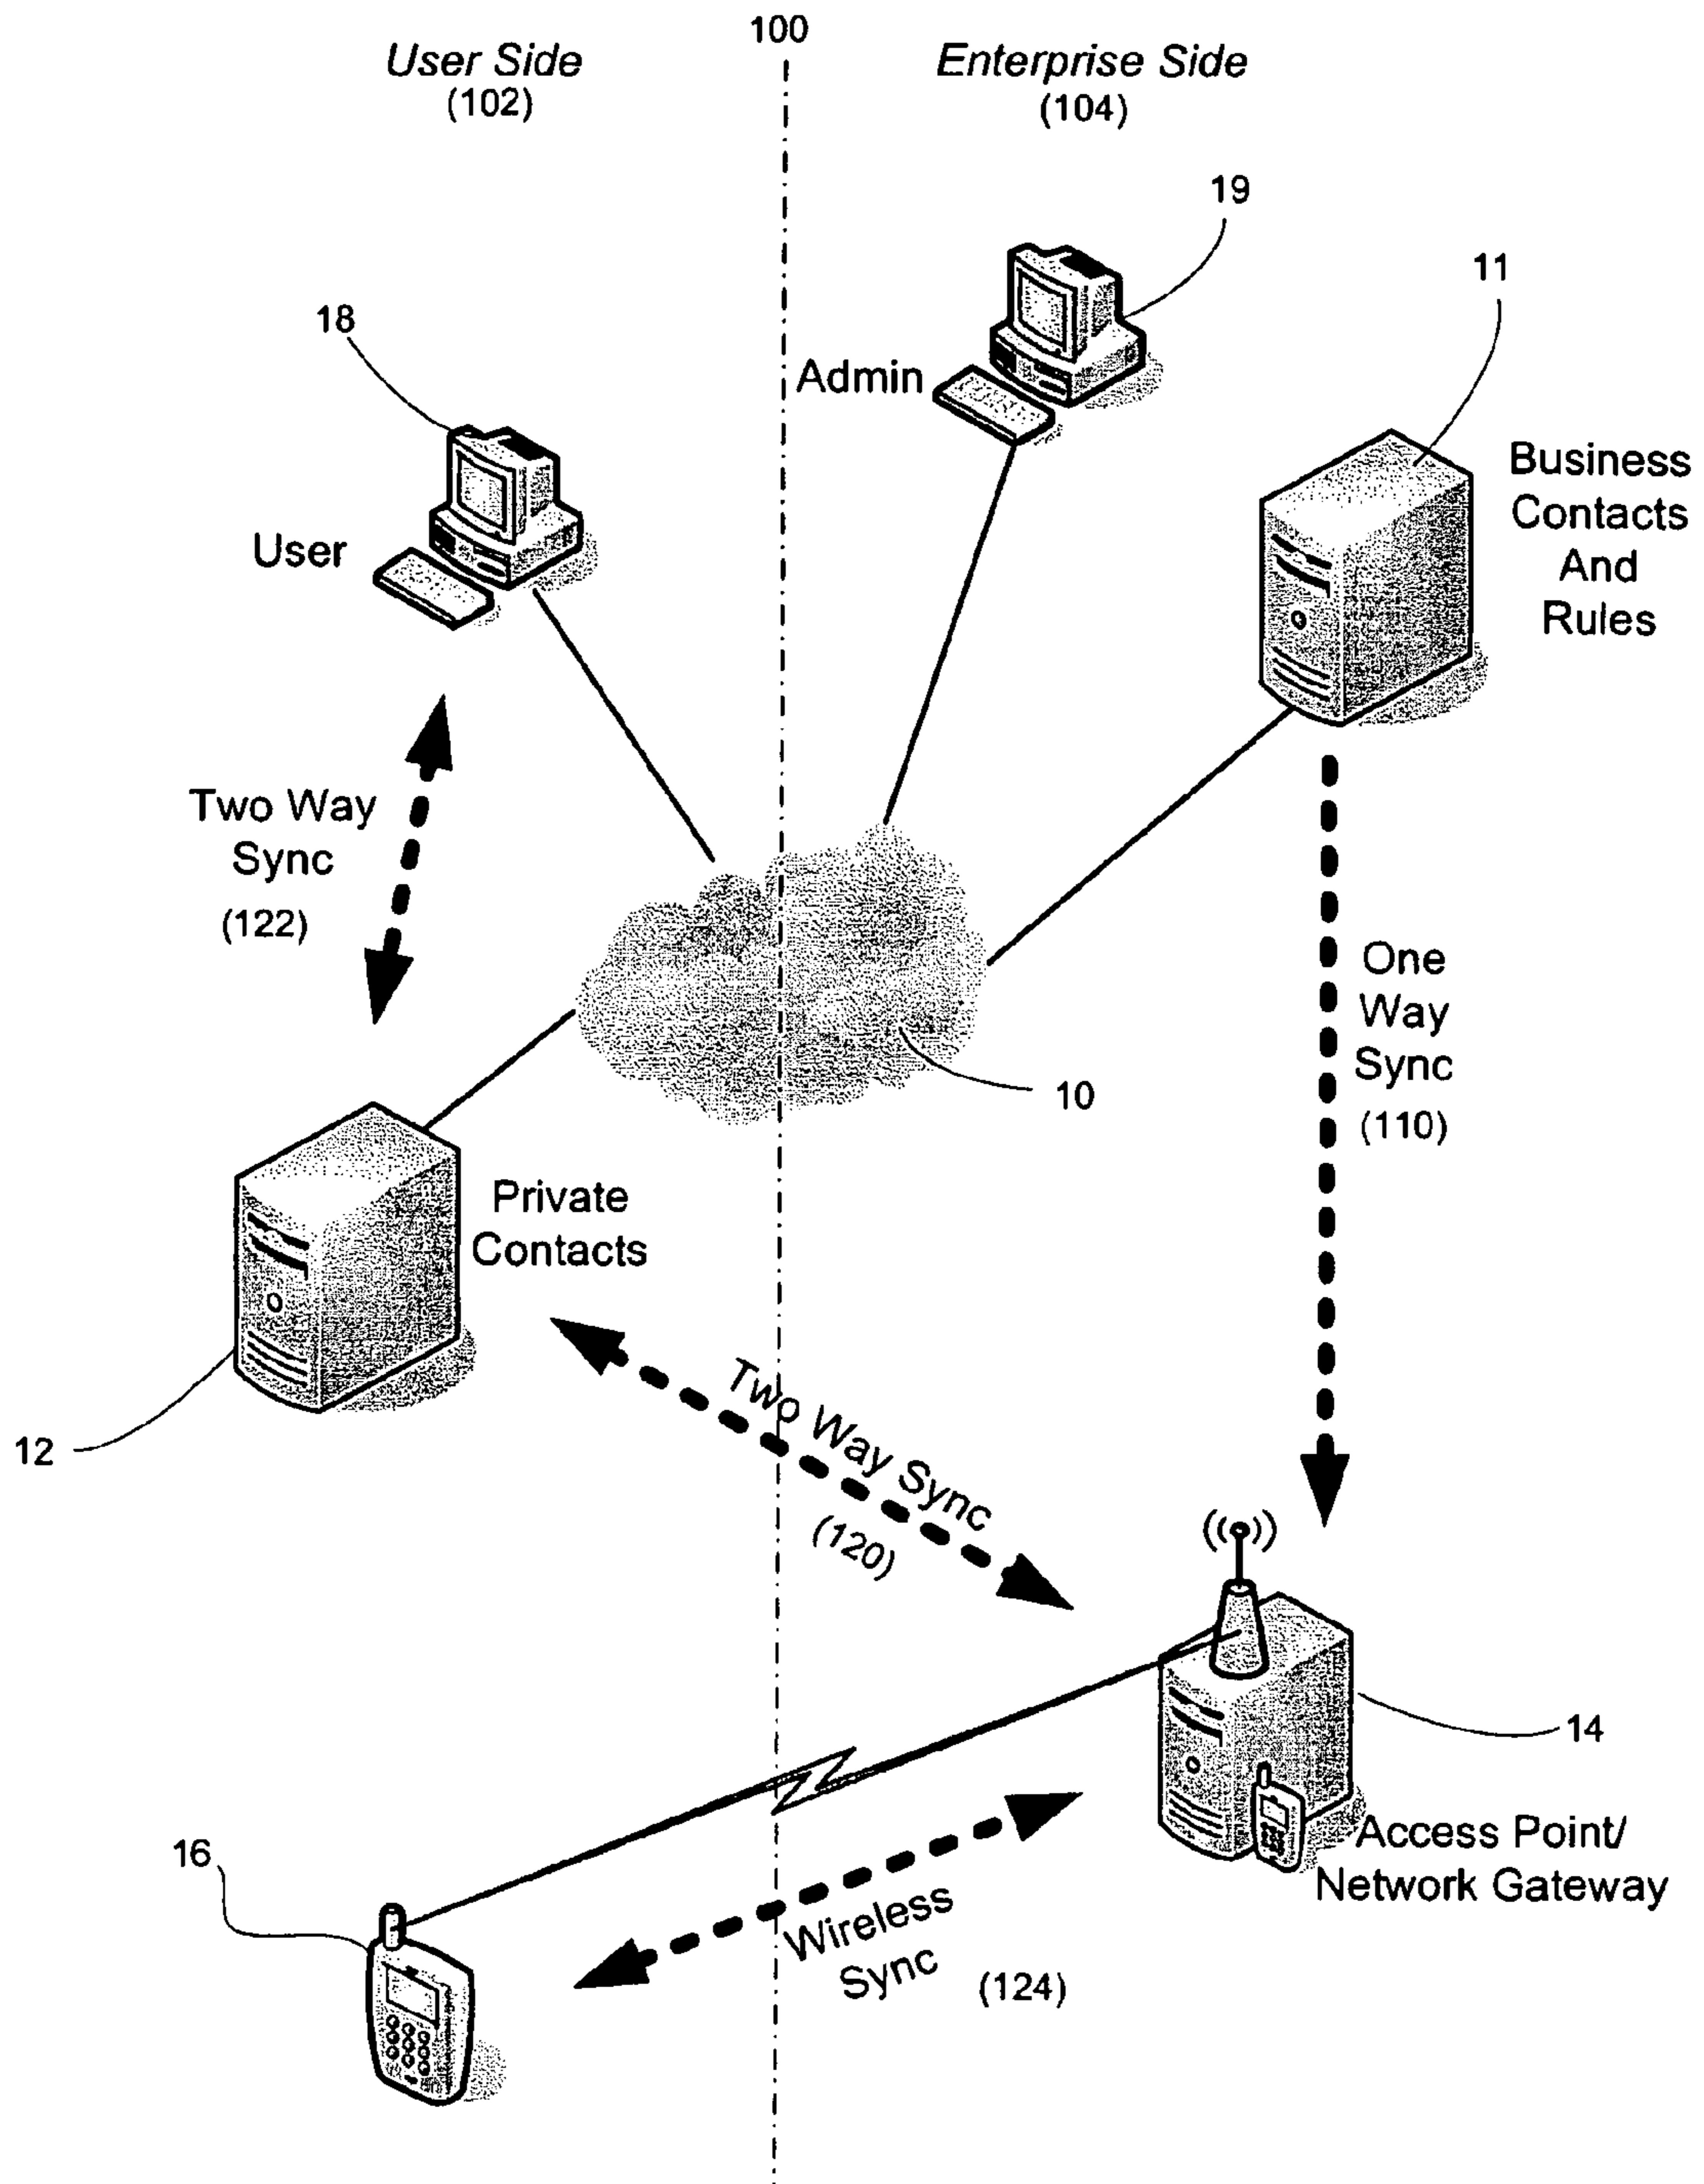 100
User Side
(102)
Enterprise Side
(104)
19
11
18
Admin
Business
Contacts
And
Rules
User
Two Way
Sync
(122)
One
Way
Sync
(110)
10
Private
Contacts
12
Two Way Sync
(120)
14
Access Point/
Network Gateway
16
Wireless
Sync
(124)